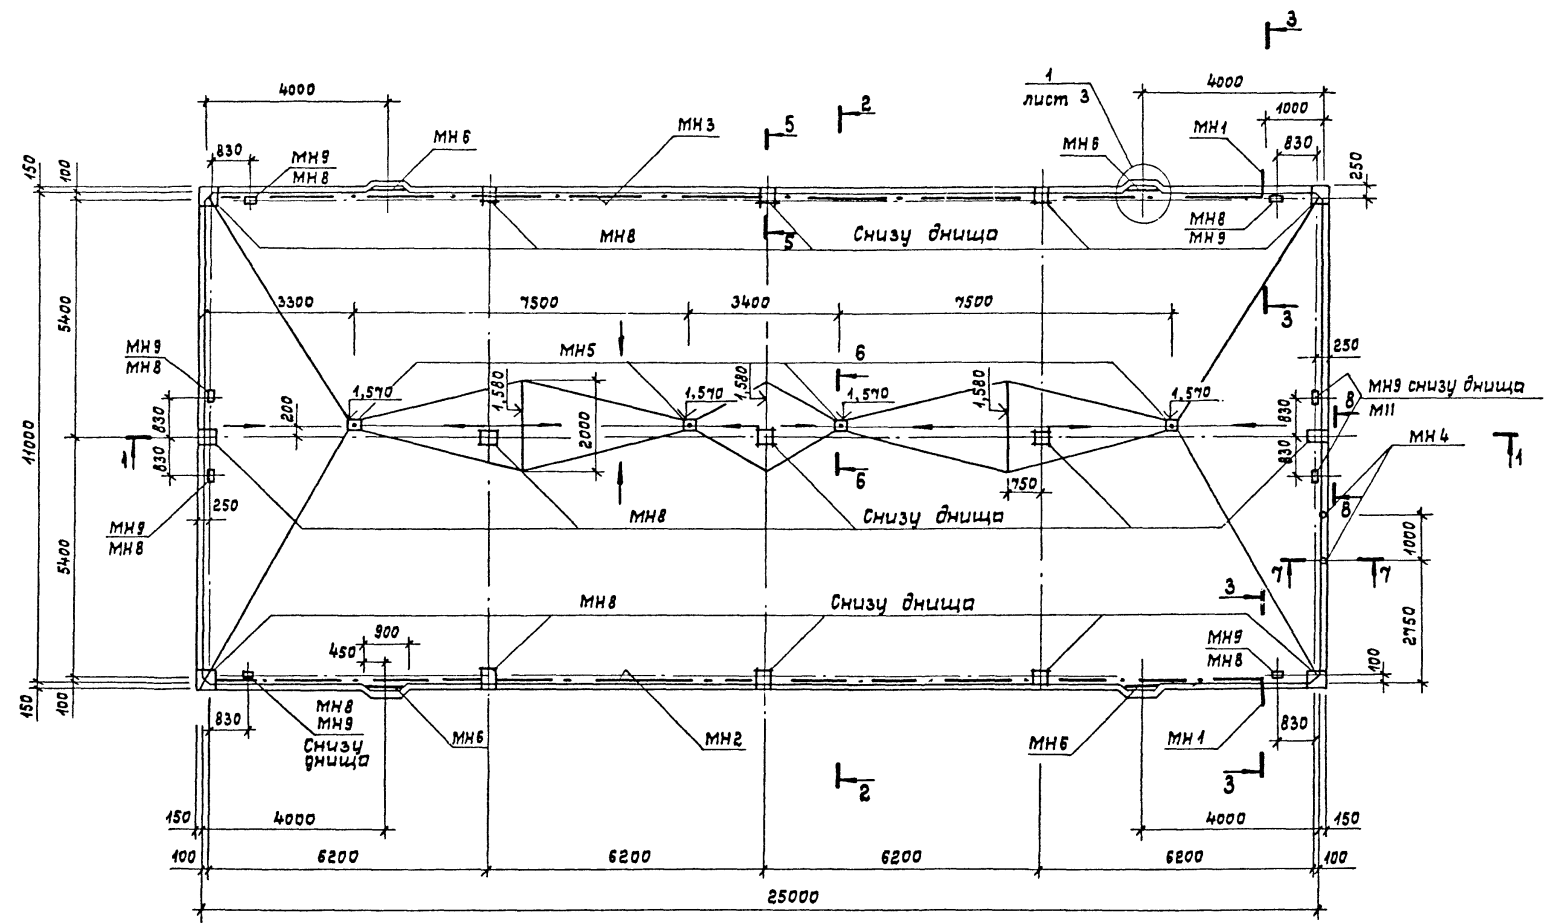 3
4000
1
лист 3
4000
2
1000
5
МН3
МН1
МН6
МН6
830
МН9
МН8
830
150
100
250
МН8
МН9
МН8
Снизу днища
5
3300
7500
3400
7500
3
5400
МН9
МН8
МН5
6
250
1,570
1,580
1,570
1,580
1,570
1,580
1,570
МН9 снизу днища
М11
8
830
200
2000
830
11000
МН4
1
1
830
830
6
750
250
МН8
Снизу днища
8
МН9
МН8
1000
5400
7
7
3
МН8
Снизу днища
2750
900
450
МН9
МН8
100
150
100
МН8
МН9
Снизу
днища
830
МН6
МН2
МН6
МН1
830
3
2
150
4000
4000
150
100
6200
6200
6200
6200
100
25000